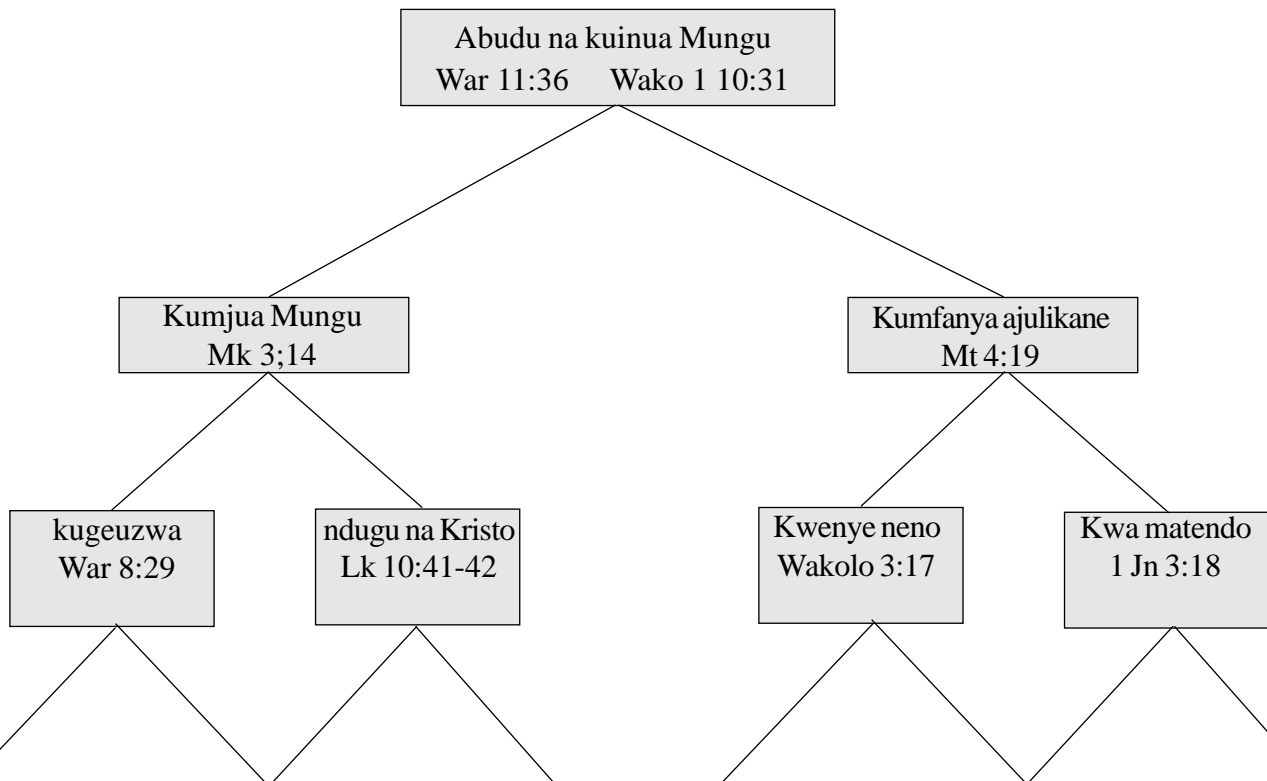 Abudu na kuinua Mungu
War 11:36 Wako 1 10:31
Kumjua Mungu
Mk 3;14
Kumfanya ajulikane
Mt 4:19
kugeuzwa
War 8:29
ndugu na Kristo
Lk 10:41-42
Kwenye neno
Wakolo 3:17
Kwa matendo
1 Jn 3:18